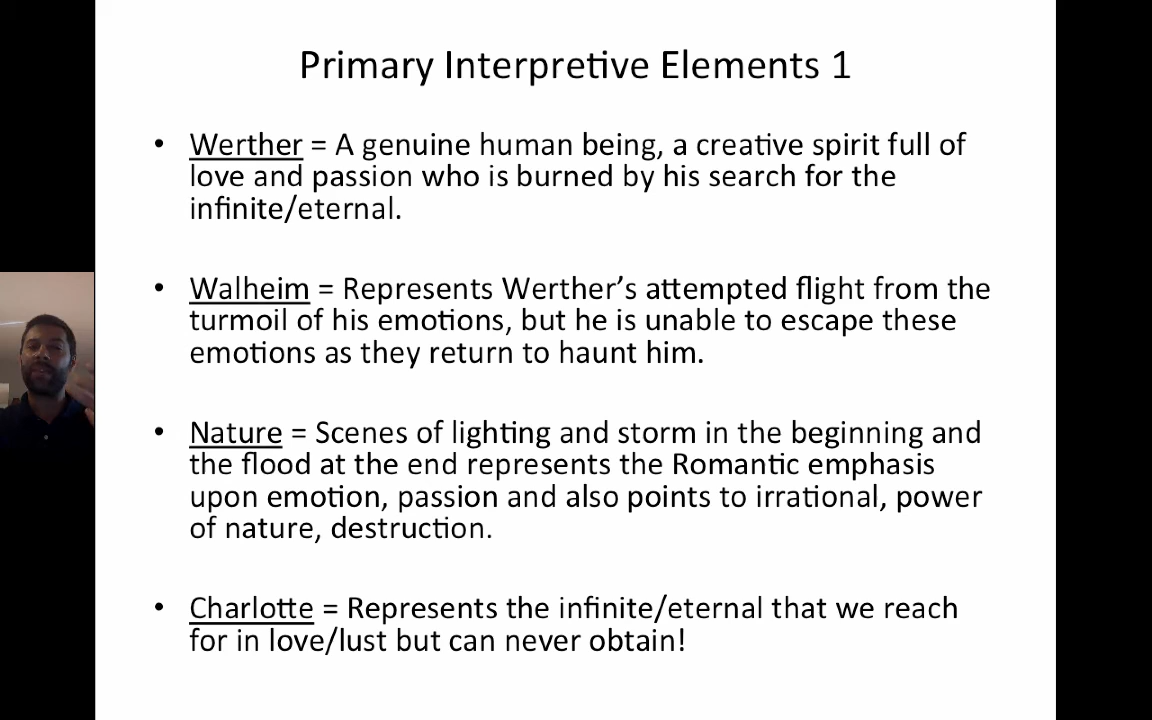 Primary Interpretive Elements 1
• Werther = A genuine human being, a creative spirit full of
love and passion who is burned by his search for the
infinite/eternal.
• Walheim = Represents Werther’s attempted flight from the
turmoil of his emotions, but he is unable to escape these
emotions as they return to haunt him.
• Nature = Scenes of lighting and storm in the beginning and
the flood at the end represents the Romantic emphasis
upon emotion, passion and also points to irrational, power
of nature, destruction.
• Charlotte = Represents the infinite/eternal that we reach
for in love/lust but can never obtain!